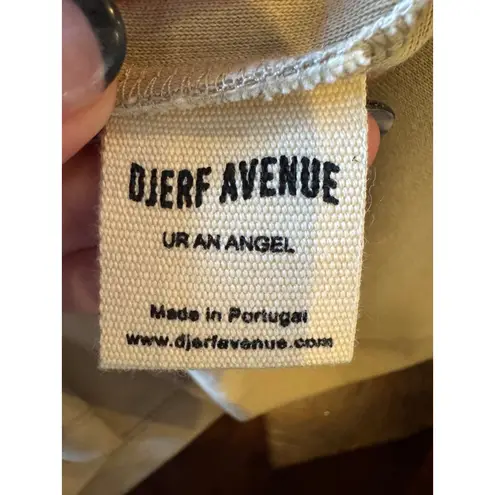 DJERF AVENUE
UR AN ANGEL
Made in Portugal
www.djerfavenue.com